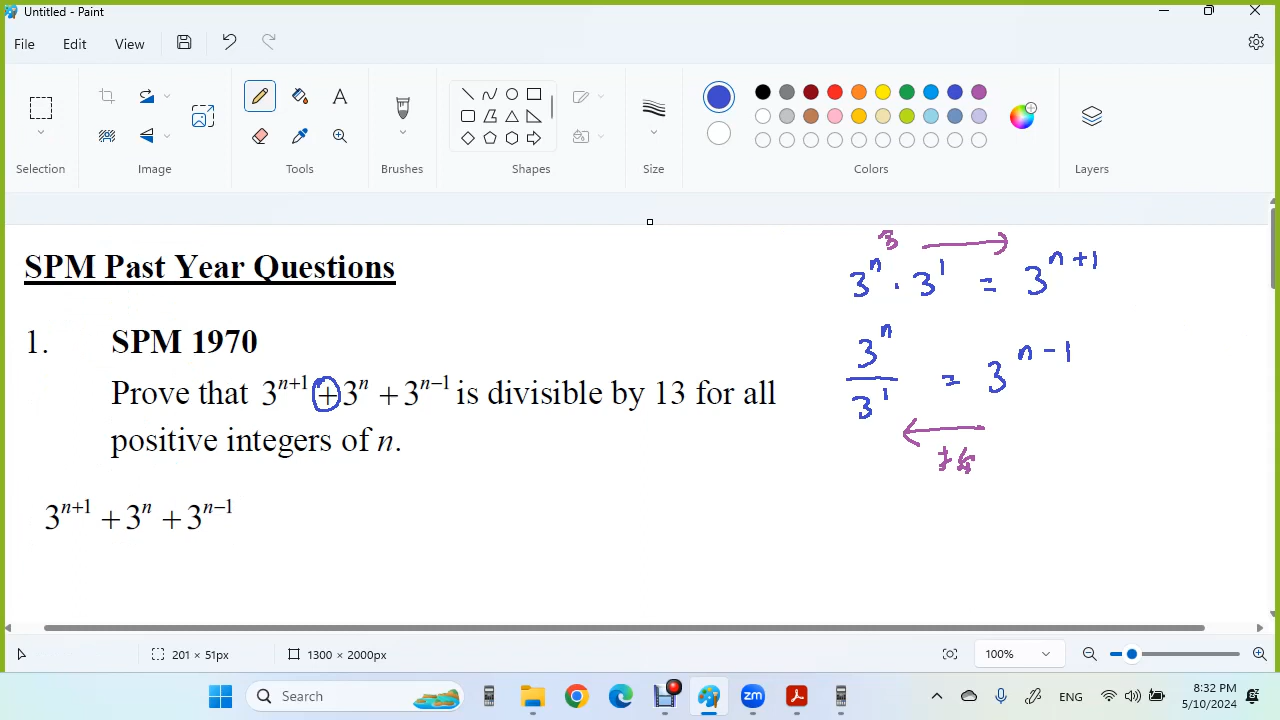 Untitled - Paint
File Edit View
Selection Image Tools Brushes Shapes Size Colors Layers
SPM Past Year Questions
3
3^n · 3^1 = 3^{n+1}
1. SPM 1970
Prove that 3^{n+1} + 3^n + 3^{n-1} is divisible by 13 for all
positive integers of n.
3^n / 3^1 = 3^{n-1}
3^{n+1} + 3^n + 3^{n-1}
201 × 51px 1300 × 2000px 100%
Search zm ENG 8:32 PM
5/10/2024